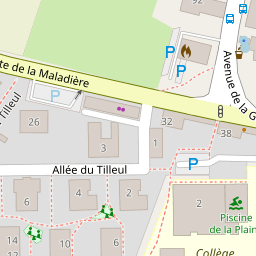 92
P
P
te de la Maladière
Avenue de la G
P
Tilleul
26
32
38
3
1
P
Allée du Tilleul
2
Piscine
de la Plain
4
6
14
10
6
Collège